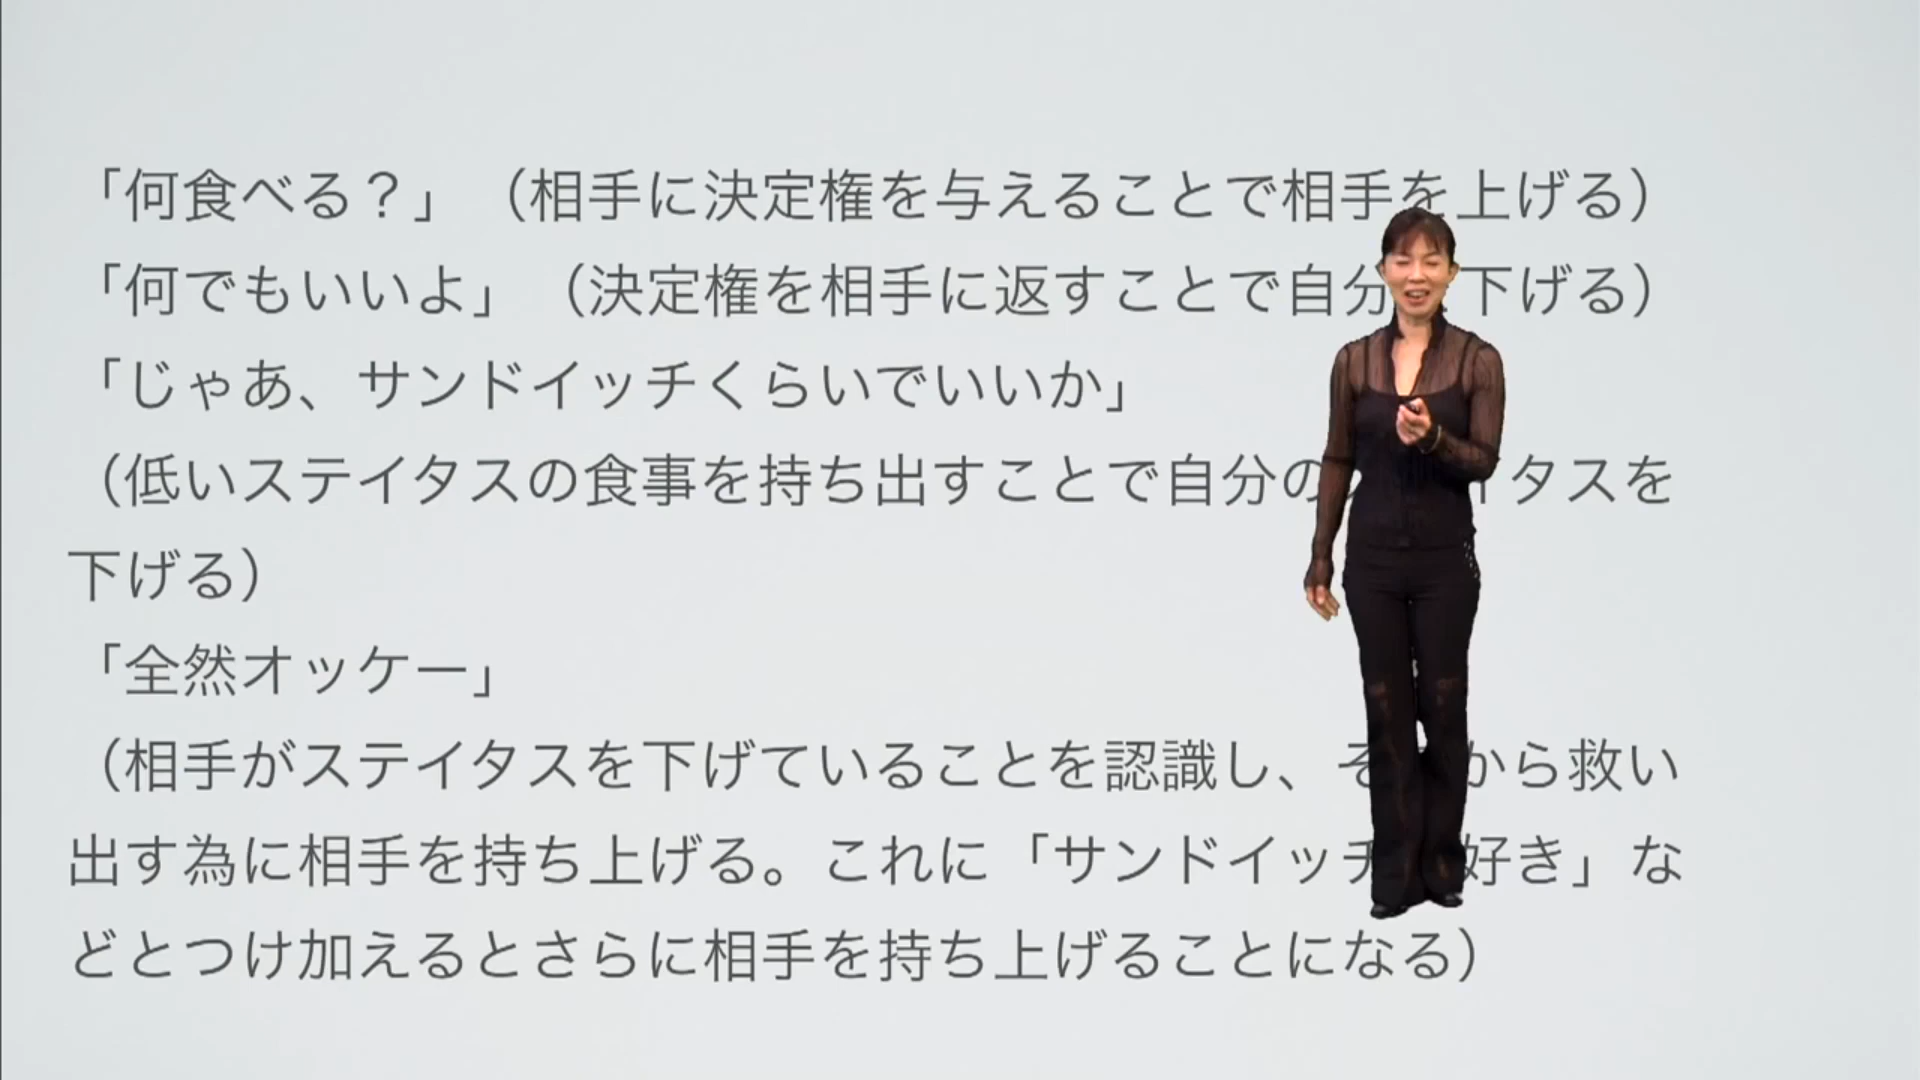 「何食べる？」（相手に決定権を与えることで相手を上げる）
「何でもいいよ」（決定権を相手に返すことで自分 下げる）
「じゃあ、サンドイッチくらいでいいか」
（低いステイタスの食事を持ち出すことで自分の イタスを
下げる）
「全然オッケー」
（相手がステイタスを下げていることを認識し、そ から救い
出す為に相手を持ち上げる。これに「サンドイッチ 好き」な
どとつけ加えるとさらに相手を持ち上げることになる）